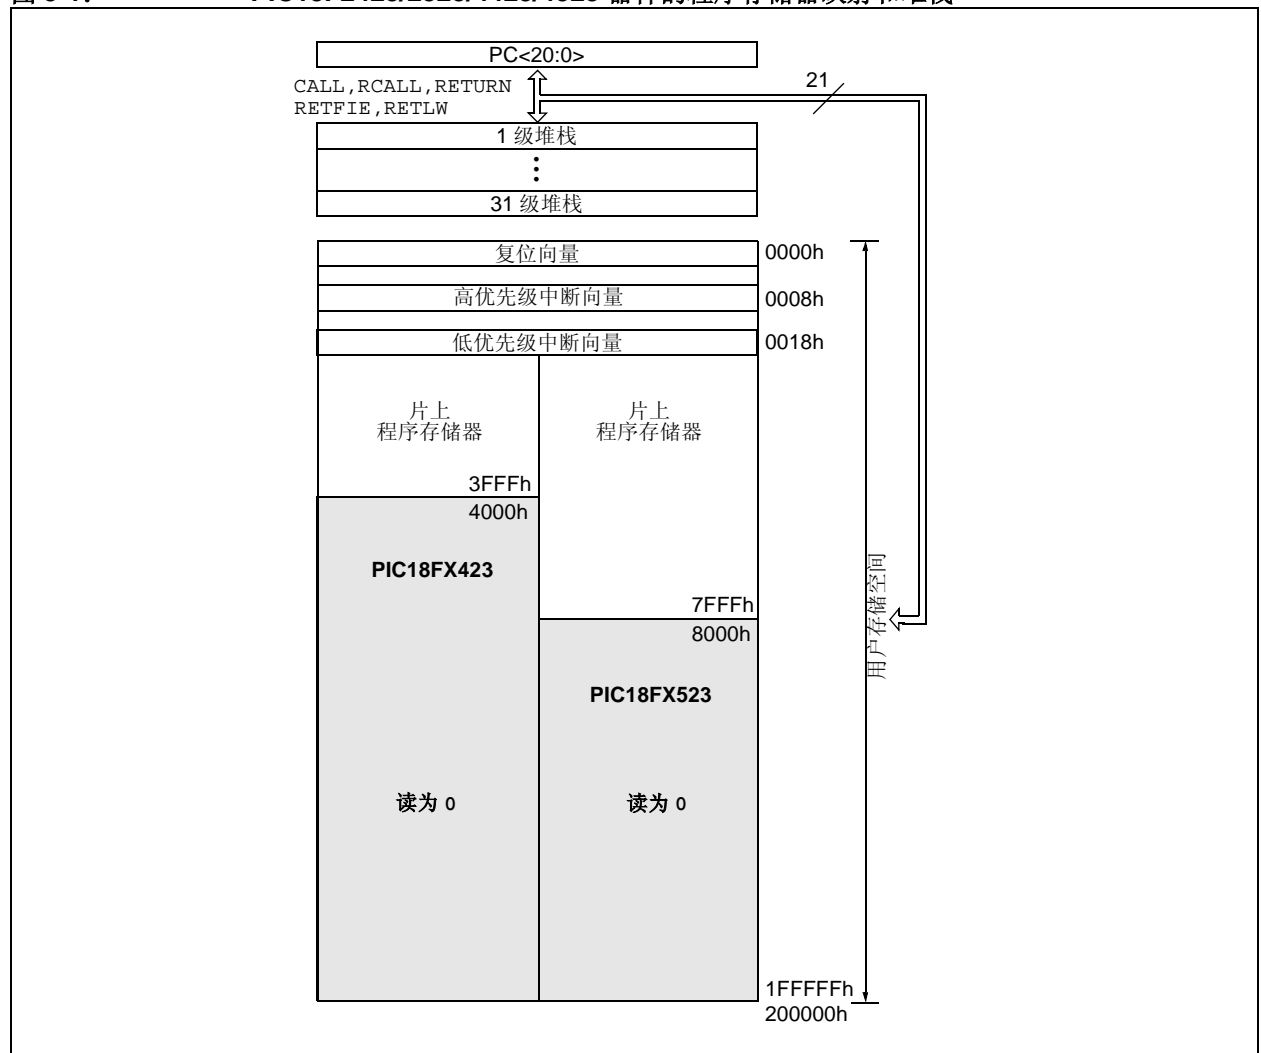 PC<20:0>
CALL,RCALL,RETURN
RETFIE,RETLW
21
1 级堆栈
31 级堆栈
复位向量
0000h
高优先级中断向量
0008h
低优先级中断向量
0018h
片上
程序存储器
片上
程序存储器
3FFFh
4000h
PIC18FX423
7FFFh
8000h
PIC18FX523
用户存储空间
读为 0
读为 0
1FFFFFh
200000h